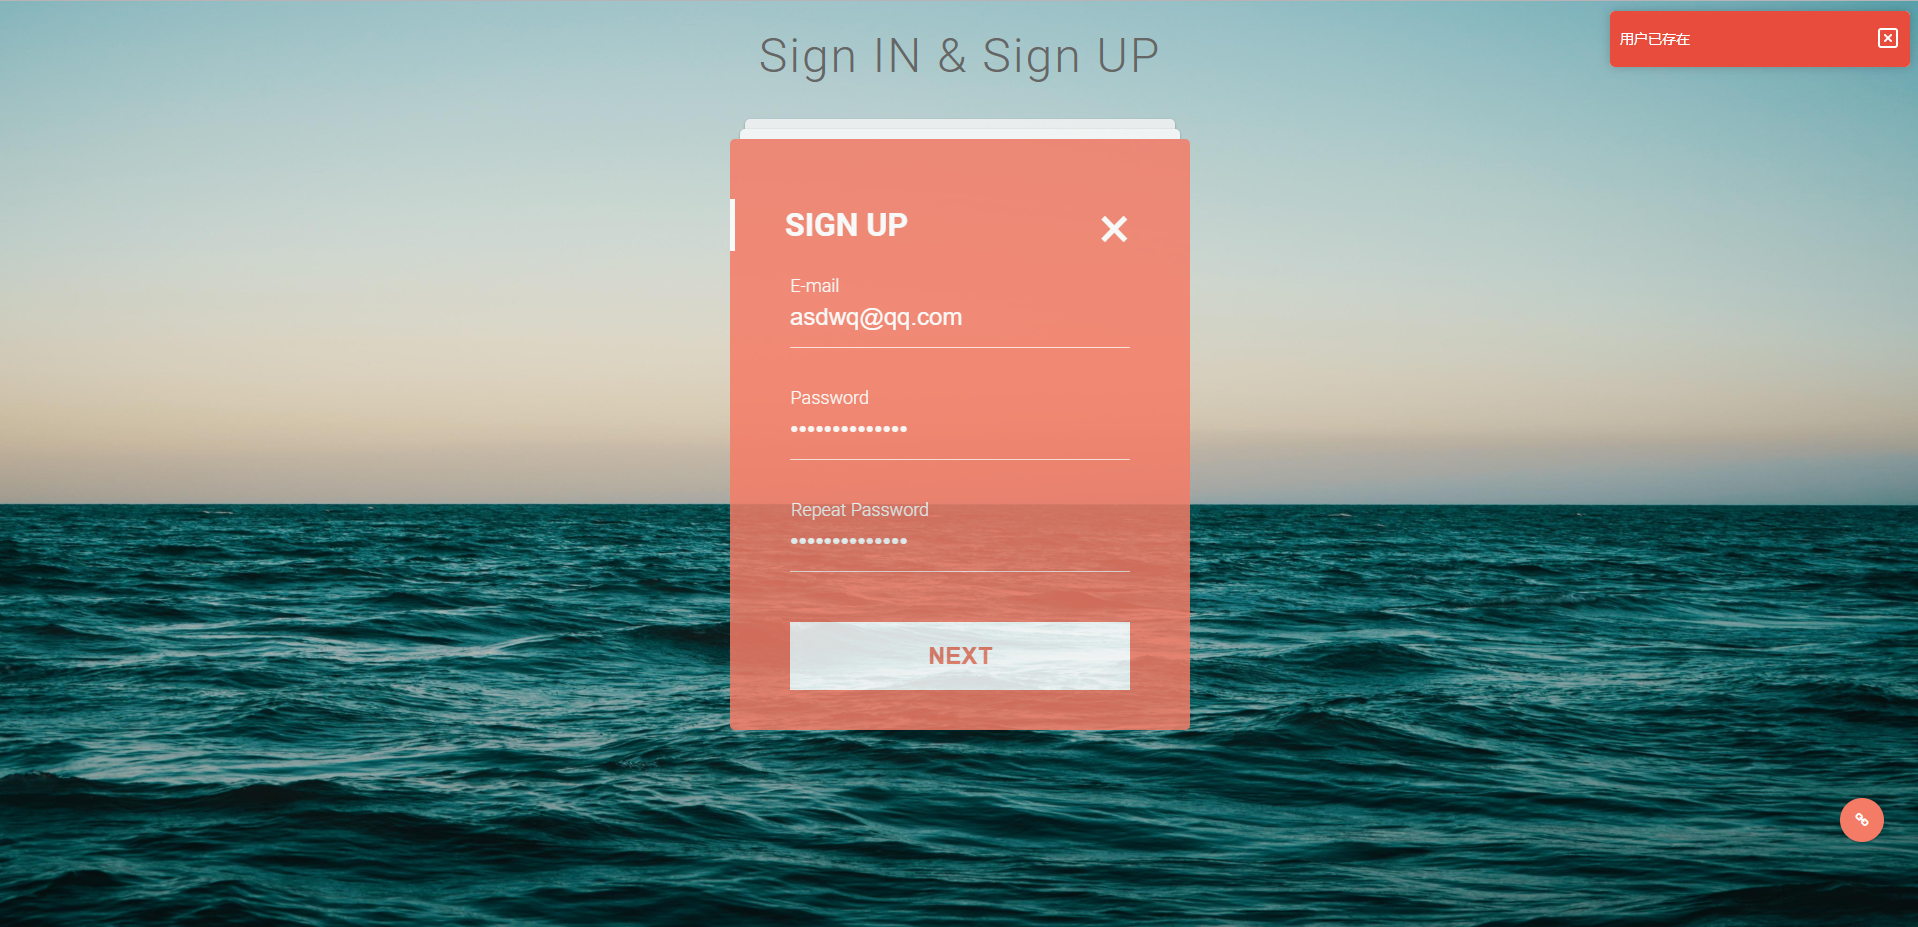 Sign IN & Sign UP
用户已存在
SIGN UP
E-mail
asdwq@qq.com
Password
••••••••••••••
Repeat Password
••••••••••••••
NEXT